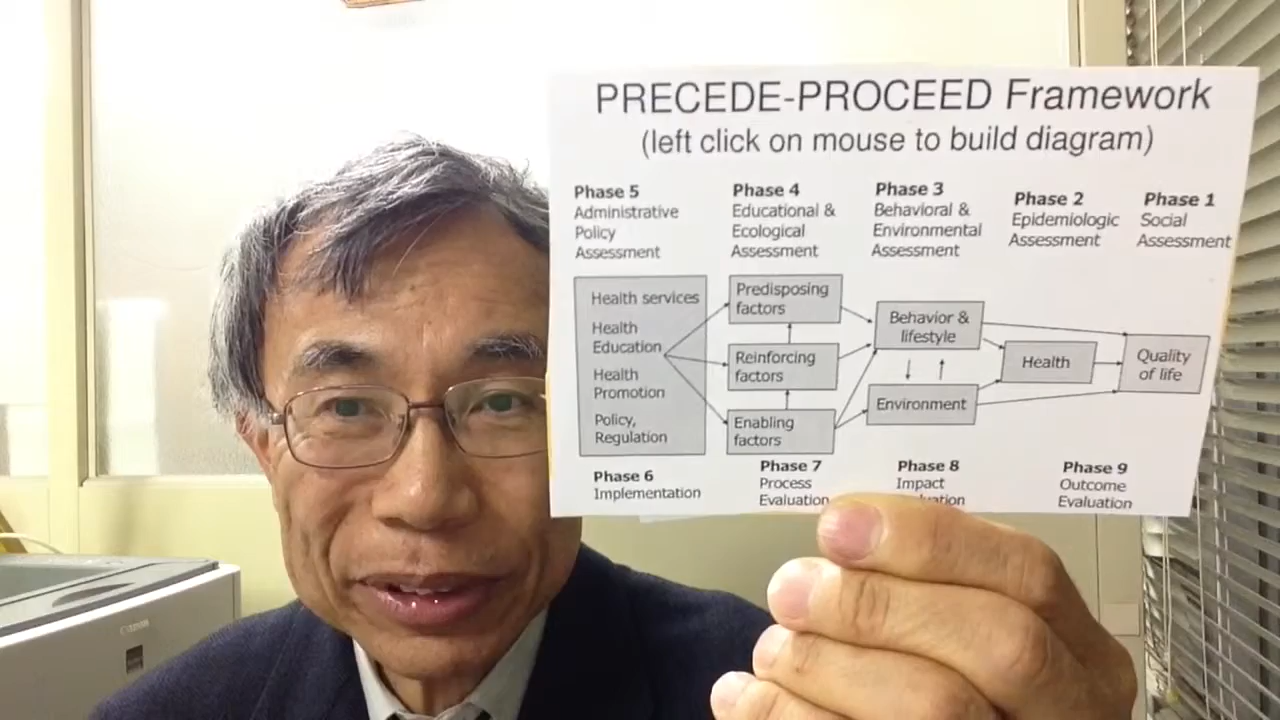 PRECEDE-PROCEED Framework
(left click on mouse to build diagram)
Phase 5
Administrative
Policy
Assessment
Phase 4
Educational &
Ecological
Assessment
Phase 3
Behavioral &
Environmental
Assessment
Phase 2
Epidemiologic
Assessment
Phase 1
Social
Assessment
Health services
Health
Education
Health
Promotion
Policy,
Regulation
Predisposing
factors
Reinforcing
factors
Enabling
factors
Behavior &
lifestyle
Environment
Health
Quality
of life
Phase 6
Implementation
Phase 7
Process
Evaluation
Phase 8
Impact
Phase 9
Outcome
Evaluation
Canon